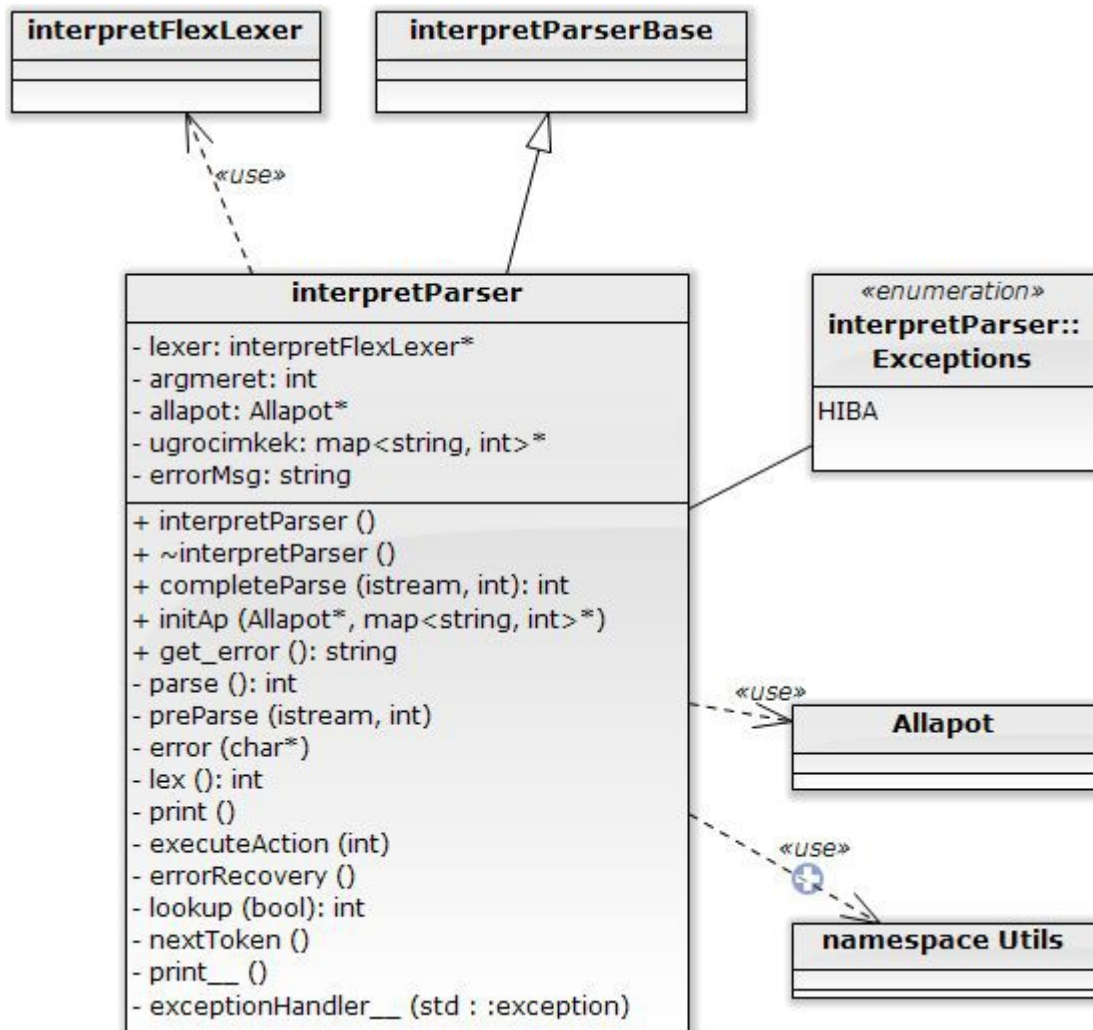 interpretFlexLexer
interpretParserBase
«use»
interpretParser
- lexer: interpretFlexLexer*
- argmeret: int
- allapot: Allapot*
- ugrocimkek: map<string, int>*
- errorMsg: string
+ interpretParser ()
+ ~interpretParser ()
+ completeParse (istream, int): int
+ initAp (Allapot*, map<string, int>*)
+ get_error (): string
- parse (): int
- preParse (istream, int)
- error (char*)
- lex (): int
- print ()
- executeAction (int)
- errorRecovery ()
- lookup (bool): int
- nextToken ()
- print__ ()
- exceptionHandler__ (std : :exception)
«enumeration»
interpretParser::
Exceptions
HIBA
«use»
Allapot
«use»
namespace Utils